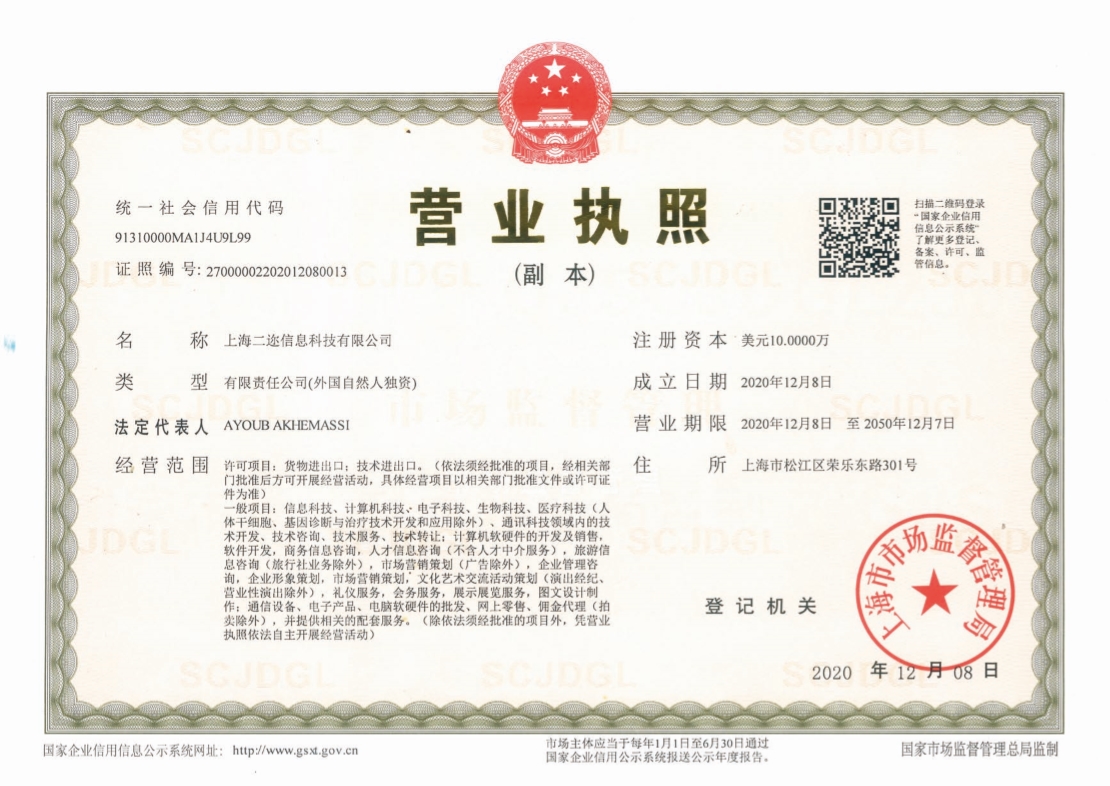 统一社会信用代码
91310000MA1J4U9L99
证照编号:27000002202012080013
营业执照
(副本)
扫描二维码登录
“国家企业信用
信息公示系统”
了解更多登记、
备案、许可、监
管信息。
名称 上海二迩信息科技有限公司
类型 有限责任公司(外国自然人独资)
法定代表人 AYOUB AKHEMASSI
经营范围 许可项目：货物进出口；技术进出口。（依法须经批准的项目，经相关部
门批准后方可开展经营活动，具体经营项目以相关部门批准文件或许可证
件为准）
一般项目：信息科技、计算机科技、电子科技、生物科技、医疗科技（人
体干细胞、基因诊断与治疗技术开发和应用除外）、通讯科技领域内的技
术开发、技术咨询、技术服务、技术转让；计算机软硬件的开发及销售，
软件开发，商务信息咨询，人才信息咨询（不含人才中介服务），旅游信
息咨询（旅行社业务除外），市场营销策划（广告除外），企业管理咨
询，企业形象策划，市场营销策划，文化艺术交流活动策划（演出经纪、
营业性演出除外），礼仪服务，会务服务，展示展览服务，图文设计制
作；通信设备、电子产品、电脑软硬件的批发、网上零售、佣金代理（拍
卖除外），并提供相关的配套服务。（除依法须经批准的项目外，凭营业
执照依法自主开展经营活动）
注册资本 美元10.0000万
成立日期 2020年12月8日
营业期限 2020年12月8日 至 2050年12月7日
住所 上海市松江区荣乐东路301号
登记机关
上海市市场监督管理局
2020 年 12 月 08 日
国家企业信用信息公示系统网址：http://www.gsxt.gov.cn
市场主体应当于每年1月1日至6月30日通过
国家企业信用公示系统报送公示年度报告。
国家市场监督管理总局监制